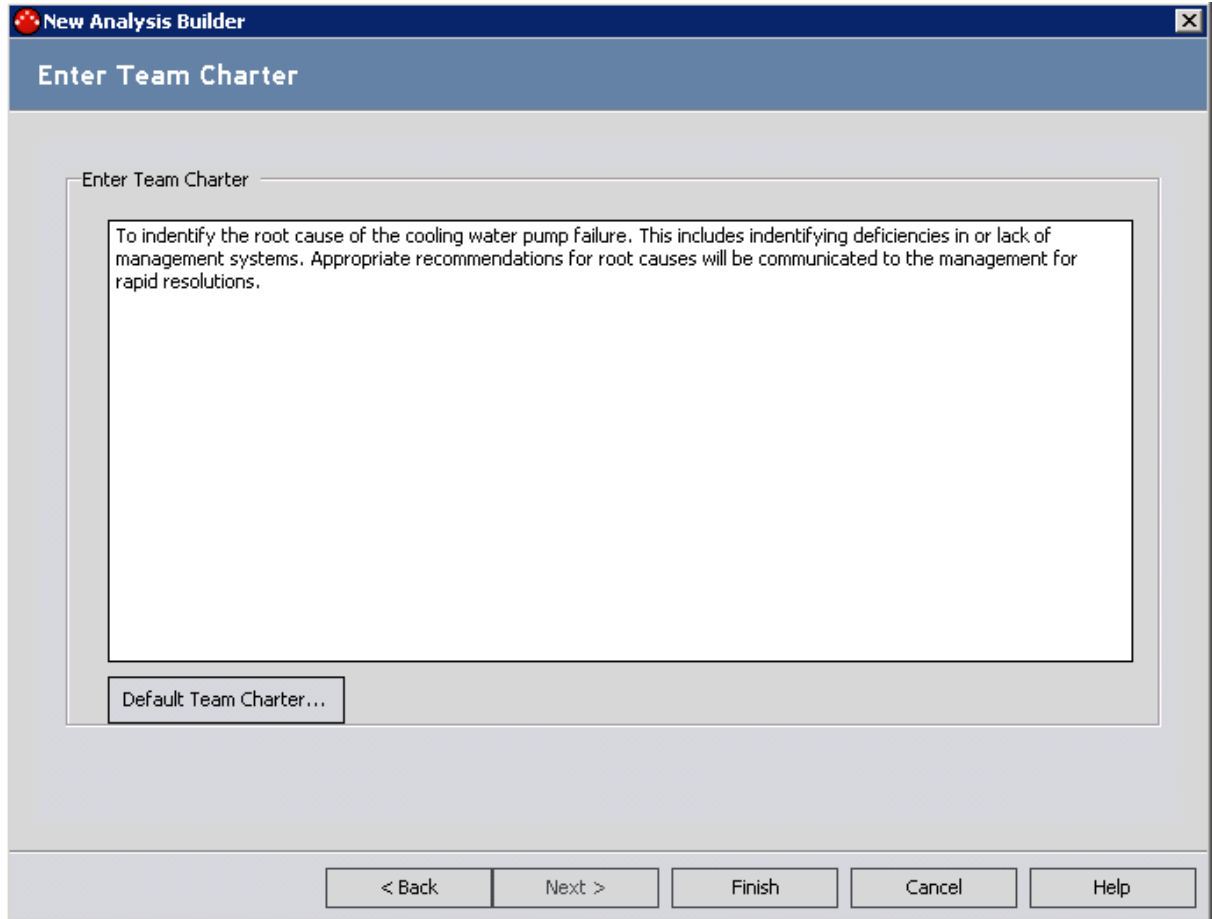 New Analysis Builder
Enter Team Charter
Enter Team Charter
To indentify the root cause of the cooling water pump failure. This includes indentifying deficiencies in or lack of
management systems. Appropriate recommendations for root causes will be communicated to the management for
rapid resolutions.
Default Team Charter...
< Back Next > Finish Cancel Help